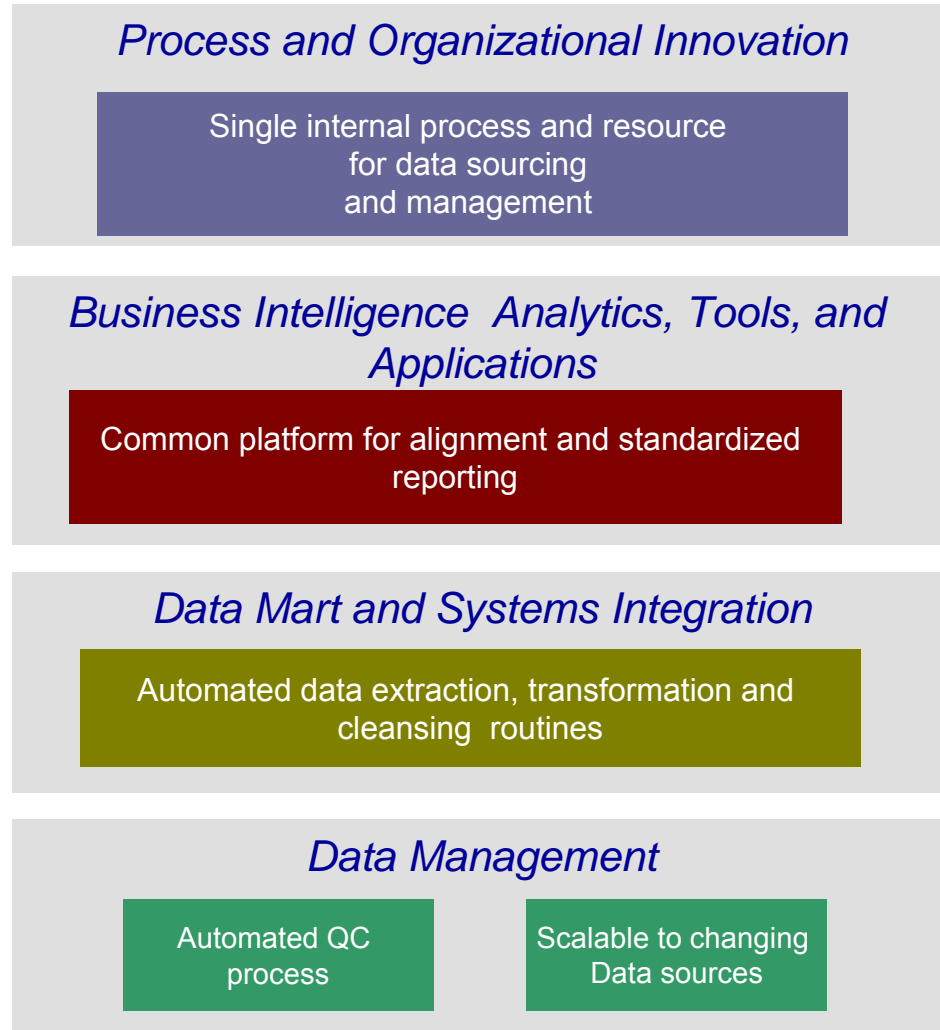 Process and Organizational Innovation
Single internal process and resource
for data sourcing
and management
Business Intelligence  Analytics, Tools, and
Applications
Common platform for alignment and standardized
reporting
Data Mart and Systems Integration
Automated data extraction, transformation and
cleansing  routines
Data Management
Automated QC
process
Scalable to changing
Data sources